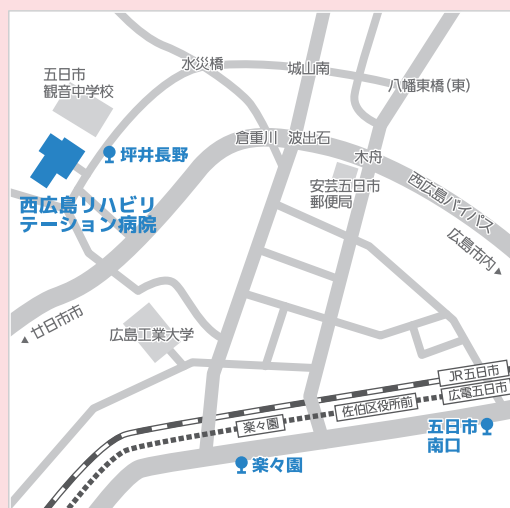 水災橋
城山南
八幡東橋(東)
五日市
観音中学校
倉重川
波出石
木舟
坪井長野
安芸五日市
郵便局
西広島バイパス
西広島リハビリ
テーション病院
広島市内▲
▲廿日市市
広島工業大学
JR五日市
広電五日市
佐伯区役所前
楽々園
五日市
南口
楽々園